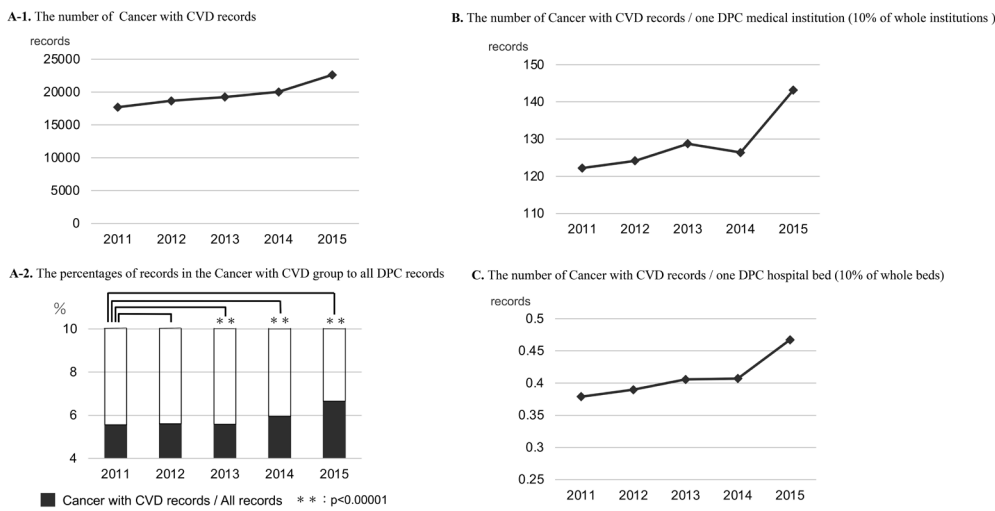 A-1. The number of Cancer with CVD records
records
25000
20000
15000
10000
5000
0
2011 2012 2013 2014 2015
A-2. The percentages of records in the Cancer with CVD group to all DPC records
%
10
8
6
4
** ** **
2011 2012 2013 2014 2015
Cancer with CVD records / All records ** : p<0.00001
B. The number of Cancer with CVD records / one DPC medical institution (10% of whole institutions )
records
150
140
130
120
110
2011 2012 2013 2014 2015
C. The number of Cancer with CVD records / one DPC hospital bed (10% of whole beds)
records
0.5
0.45
0.4
0.35
0.3
0.25
2011 2012 2013 2014 2015